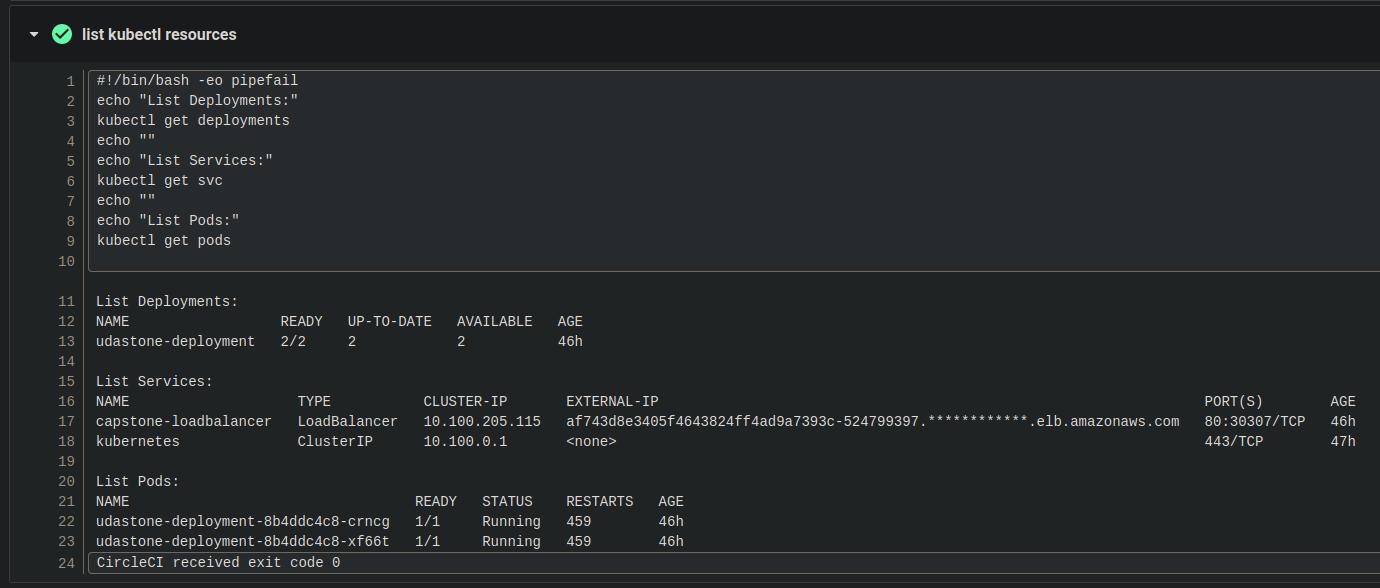 list kubectl resources
1 #!/bin/bash -eo pipefail
2 echo "List Deployments:"
3 kubectl get deployments
4 echo ""
5 echo "List Services:"
6 kubectl get svc
7 echo ""
8 echo "List Pods:"
9 kubectl get pods
10
11 List Deployments:
12 NAME READY UP-TO-DATE AVAILABLE AGE
13 udastone-deployment 2/2 2 2 46h
14
15 List Services:
16 NAME TYPE CLUSTER-IP EXTERNAL-IP PORT(S) AGE
17 capstone-loadbalancer LoadBalancer 10.100.205.115 af743d8e3405f4643824ff4ad9a7393c-524799397.************.elb.amazonaws.com 80:30307/TCP 46h
18 kubernetes ClusterIP 10.100.0.1 <none> 443/TCP 47h
19
20 List Pods:
21 NAME READY STATUS RESTARTS AGE
22 udastone-deployment-8b4ddc4c8-crncg 1/1 Running 459 46h
23 udastone-deployment-8b4ddc4c8-xf66t 1/1 Running 459 46h
24 CircleCI received exit code 0